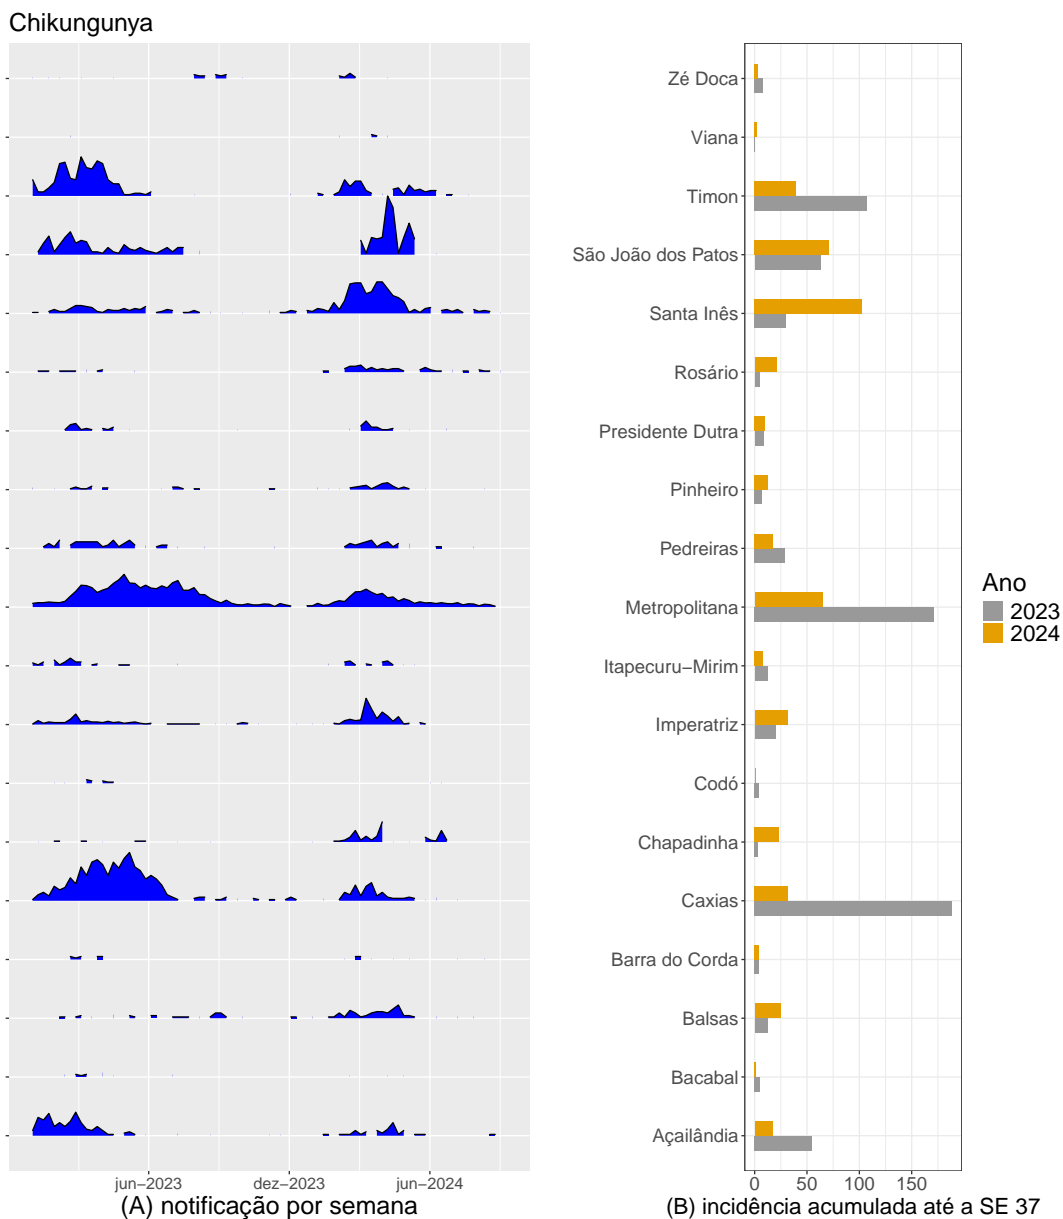 Chikungunya
Zé Doca
Viana
Timon
São João dos Patos
Santa Inês
Rosário
Presidente Dutra
Pinheiro
Pedreiras
Metropolitana
Itapecuru−Mirim
Imperatriz
Codó
Chapadinha
Caxias
Barra do Corda
Balsas
Bacabal
Açailândia
Ano
2023
2024
jun−2023 dez−2023 jun−2024
0 50 100 150
(A) notificação por semana
(B) incidência acumulada até a SE 37